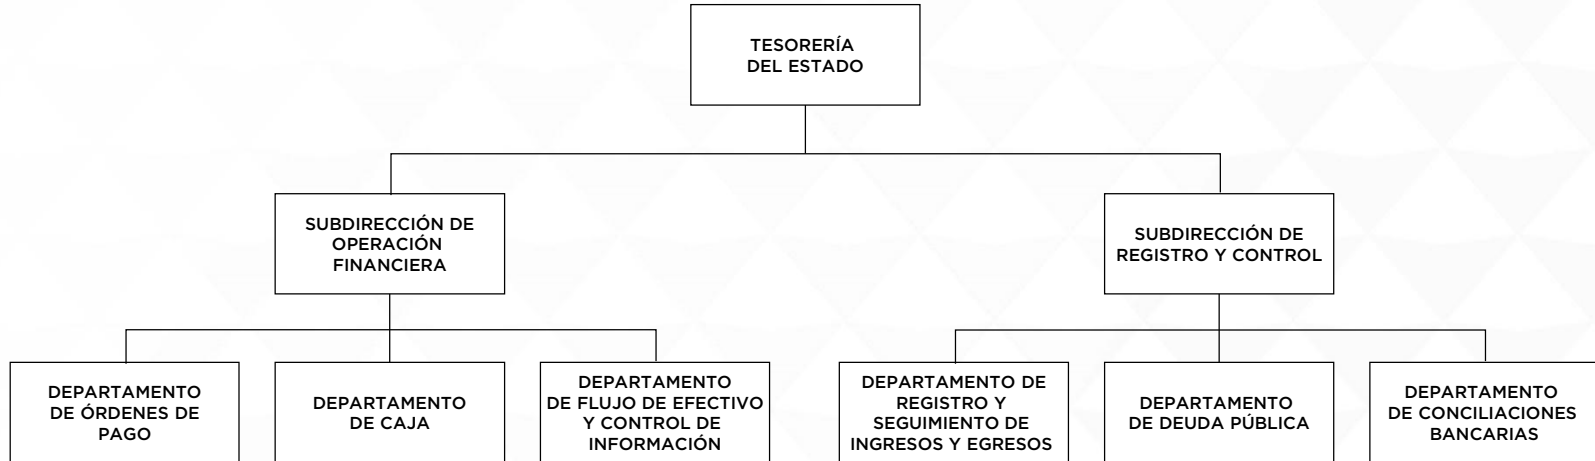 TESORERÍA
DEL ESTADO
SUBDIRECCIÓN DE
OPERACIÓN
FINANCIERA
SUBDIRECCIÓN DE
REGISTRO Y CONTROL
DEPARTAMENTO
DE ÓRDENES DE
PAGO
DEPARTAMENTO
DE CAJA
DEPARTAMENTO
DE FLUJO DE EFECTIVO
Y CONTROL DE
INFORMACIÓN
DEPARTAMENTO DE
REGISTRO Y
SEGUIMIENTO DE
INGRESOS Y EGRESOS
DEPARTAMENTO
DE DEUDA PÚBLICA
DEPARTAMENTO
DE CONCILIACIONES
BANCARIAS